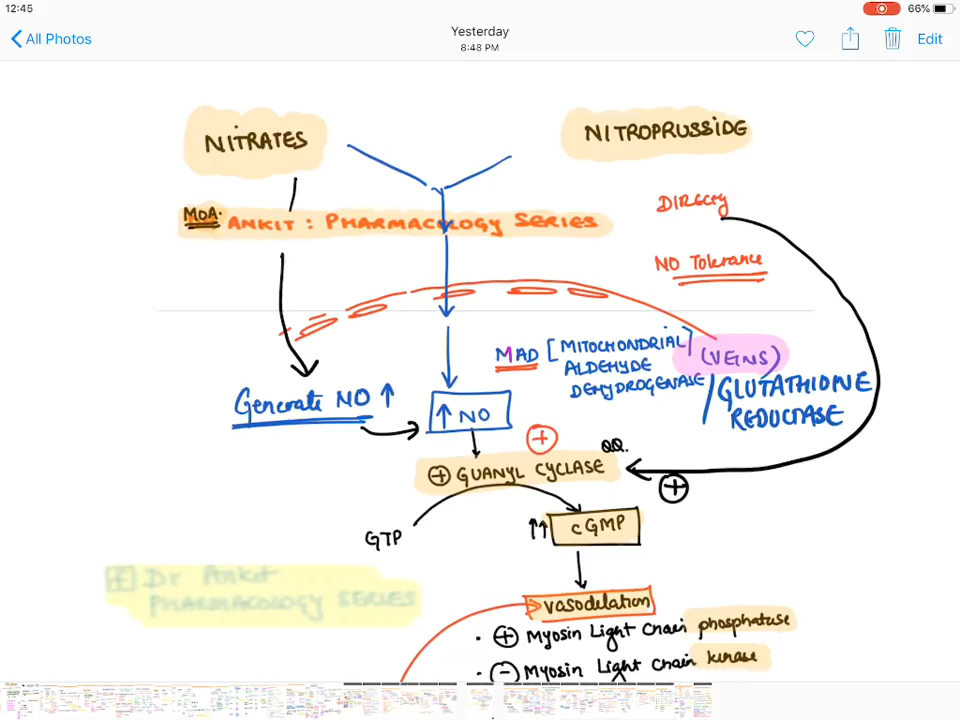 12:45
66%
All Photos
Yesterday
8:48 PM
Edit
NITRATES
NITROPRUSSIDE
MOA.
ANKIT : PHARMACOLOGY SERIES
DIRECTLY
NO Tolerance
MAD [MITOCHONDRIAL]
ALDEHYDE
DEHYDROGENASE
(VEINS)
/GLUTATHIONE
REDUCTASE
Generate NO ↑
↑ NO
+
QQ.
⊕ GUANYL CYCLASE
⊕
GTP
↑↑ cGMP
+ Dr Ankit
PHARMACOLOGY SERIES
vasodelation
• ⊕ Myosin Light Chain phosphatase
• (-) Myosin Light Chain kinase